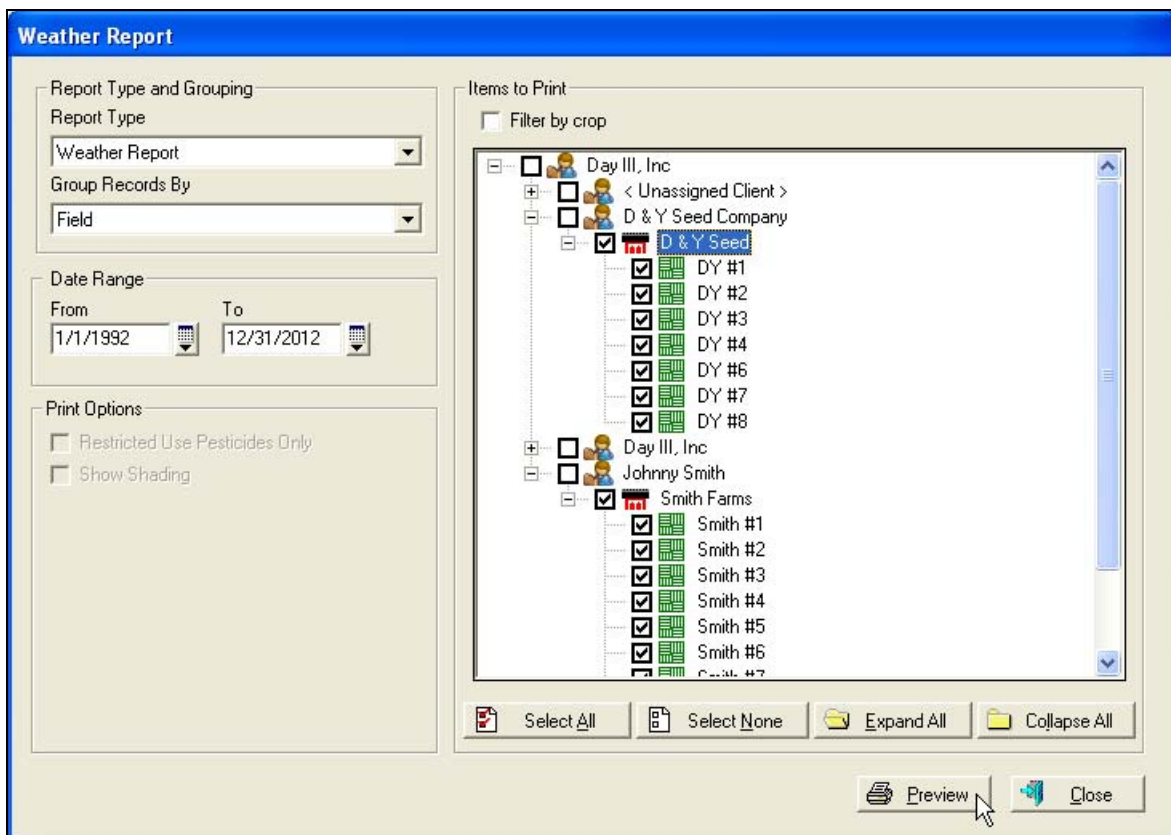 Weather Report
Report Type and Grouping
Report Type
Weather Report
Group Records By
Field
Date Range
From To
1/1/1992 12/31/2012
Print Options
Restricted Use Pesticides Only
Show Shading
Items to Print
Filter by crop
Day III, Inc
< Unassigned Client >
D & Y Seed Company
D & Y Seed
DY #1
DY #2
DY #3
DY #4
DY #6
DY #7
DY #8
Day III, Inc
Johnny Smith
Smith Farms
Smith #1
Smith #2
Smith #3
Smith #4
Smith #5
Smith #6
Smith #7
Select All Select None Expand All Collapse All
Preview Close